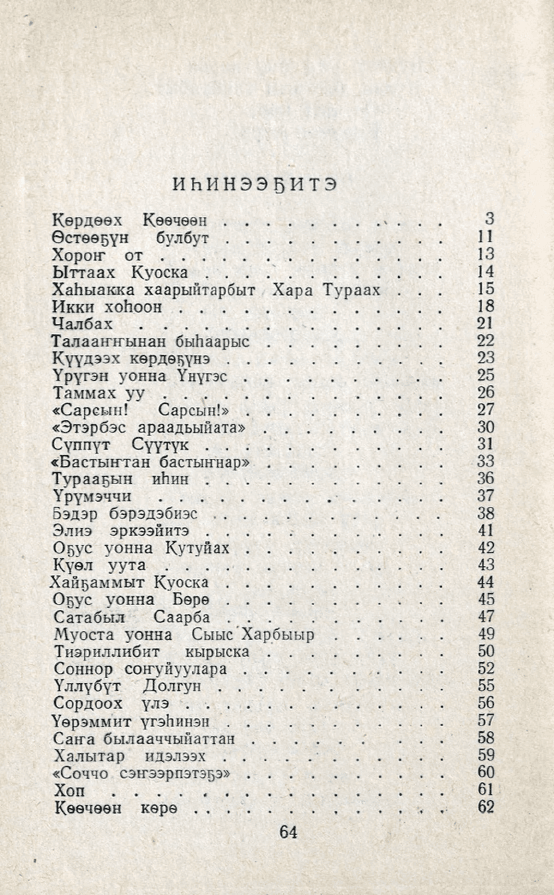 ИҺИНЭЭҔИТЭ
Көрдөөх Көөчөөн . . . . . . . . . . 3
Өстөөҕүн булбут . . . . . . . . . . 11
Хороҥ от . . . . . . . . . . . . 13
Ыттаах Куоска . . . . . . . . . . 14
Хаһыакка хаарыйтарбыт Хара Тураах . . . 15
Икки хоһоон . . . . . . . . . . . 18
Чалбах . . . . . . . . . . . . 21
Талааҥҥынан быһаарыс . . . . . . . . 22
Күүдээх көрдөҕүнэ . . . . . . . . . 23
Үрүгэн уонна Үнүгэс . . . . . . . . . 25
Таммах уу . . . . . . . . . . . . 26
«Сарсын! Сарсын!» . . . . . . . . . 27
«Этэрбэс араадьыйата» . . . . . . . . 30
Суппүт Сүүтүк . . . . . . . . . . 31
«Бастыҥтан бастыҥнар» . . . . . . . . 33
Турааҕын иһин . . . . . . . . . . 36
Үрүмэччи . . . . . . . . . . . . 37
Бэдэр бэрэдэбиэс . . . . . . . . . . 38
Элиэ эркээйитэ . . . . . . . . . . 41
Оҕус уонна Кутуйах . . . . . . . . . 42
Күөл уута . . . . . . . . . . . . 43
Хайҕаммыт Куоска . . . . . . . . . . 44
Оҕус уонна Бөрө . . . . . . . . . . 45
Сатабыл Саарба . . . . . . . . . . 47
Муоста уонна Сыыс Харбыыр . . . . . 49
Тиэриллибит кырыска . . . . . . . . 50
Соннор соҥуйуулара . . . . . . . . . 52
Үллүбүт Долгун . . . . . . . . . . 55
Сордоох үлэ . . . . . . . . . . . 56
Үөрэммит үгэһинэн . . . . . . . . . 57
Саҥа былааччыйаттан . . . . . . . . 58
Халытар идэлээх . . . . . . . . . . 59
«Соччо сэҥээрпэтэҕэ» . . . . . . . . 60
Хоп . . . . . . . . . . . . . . 61
Көөчөөн көрө . . . . . . . . . . . 62
64